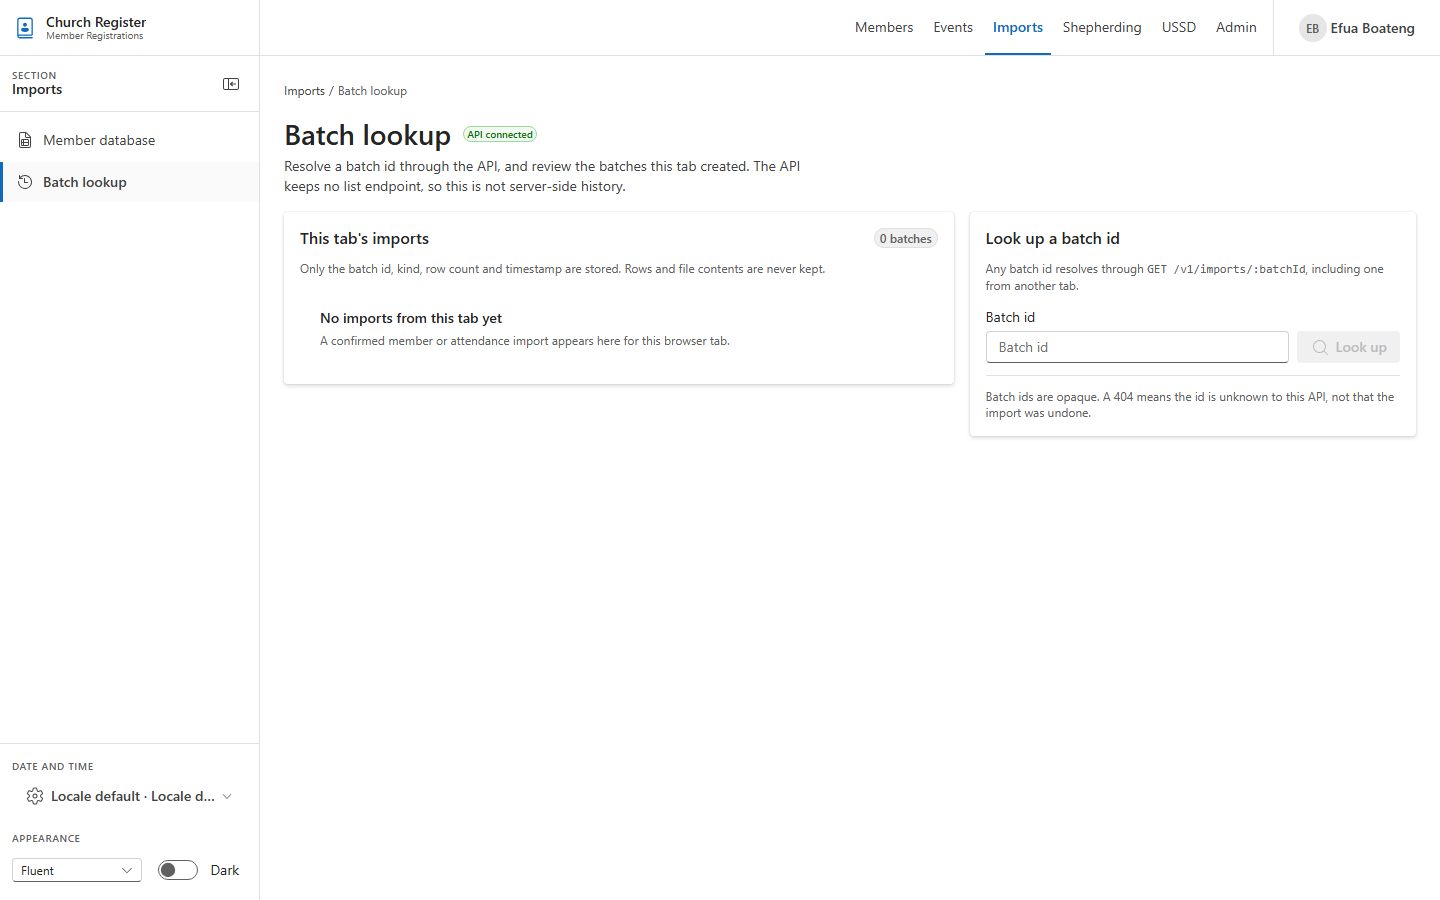 Church Register
Member Registrations
Members
Events
Imports
Shepherding
USSD
Admin
EB
Efua Boateng
SECTION
Imports
Member database
Batch lookup
Imports / Batch lookup
Batch lookup
API connected
Resolve a batch id through the API, and review the batches this tab created. The API
keeps no list endpoint, so this is not server-side history.
This tab's imports
0 batches
Only the batch id, kind, row count and timestamp are stored. Rows and file contents are never kept.
No imports from this tab yet
A confirmed member or attendance import appears here for this browser tab.
Look up a batch id
Any batch id resolves through GET /v1/imports/:batchId, including one
from another tab.
Batch id
Batch id
Look up
Batch ids are opaque. A 404 means the id is unknown to this API, not that the
import was undone.
DATE AND TIME
Locale default · Locale d...
APPEARANCE
Fluent
Dark